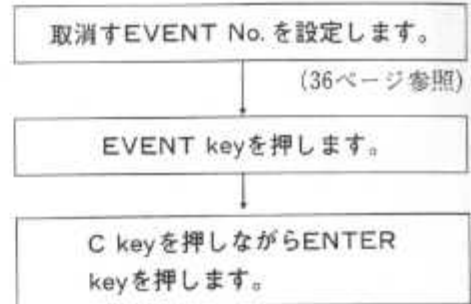 取消すEVENT No. を設定します。
(36ページ参照)
EVENT keyを押します。
C keyを押しながらENTER
keyを押します。